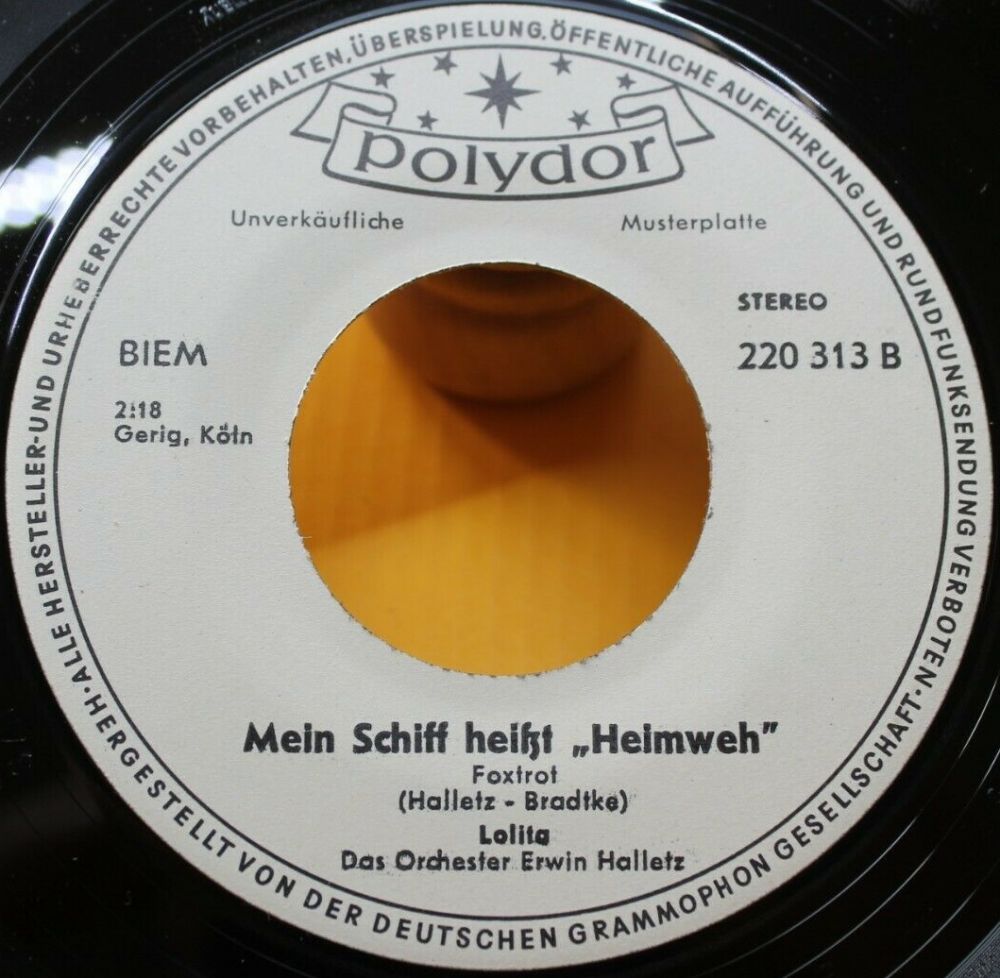 ALLE HERSTELLER-UND URHEBERRECHTE VORBEHALTEN. ÜBERSPIELUNG, ÖFFENTLICHE AUFFÜHRUNG UND RUNDFUNKSENDUNG VERBOTEN·
polydor
Unverkäufliche Musterplatte
STEREO
BIEM 220 313 B
2:18
Gerig, Köln
Mein Schiff heißt „Heimweh”
Foxtrot
(Halletz - Bradtke)
Lolita
Das Orchester Erwin Halletz
·HERGESTELLT VON DER DEUTSCHEN GRAMMOPHON GESELLSCHAFT·